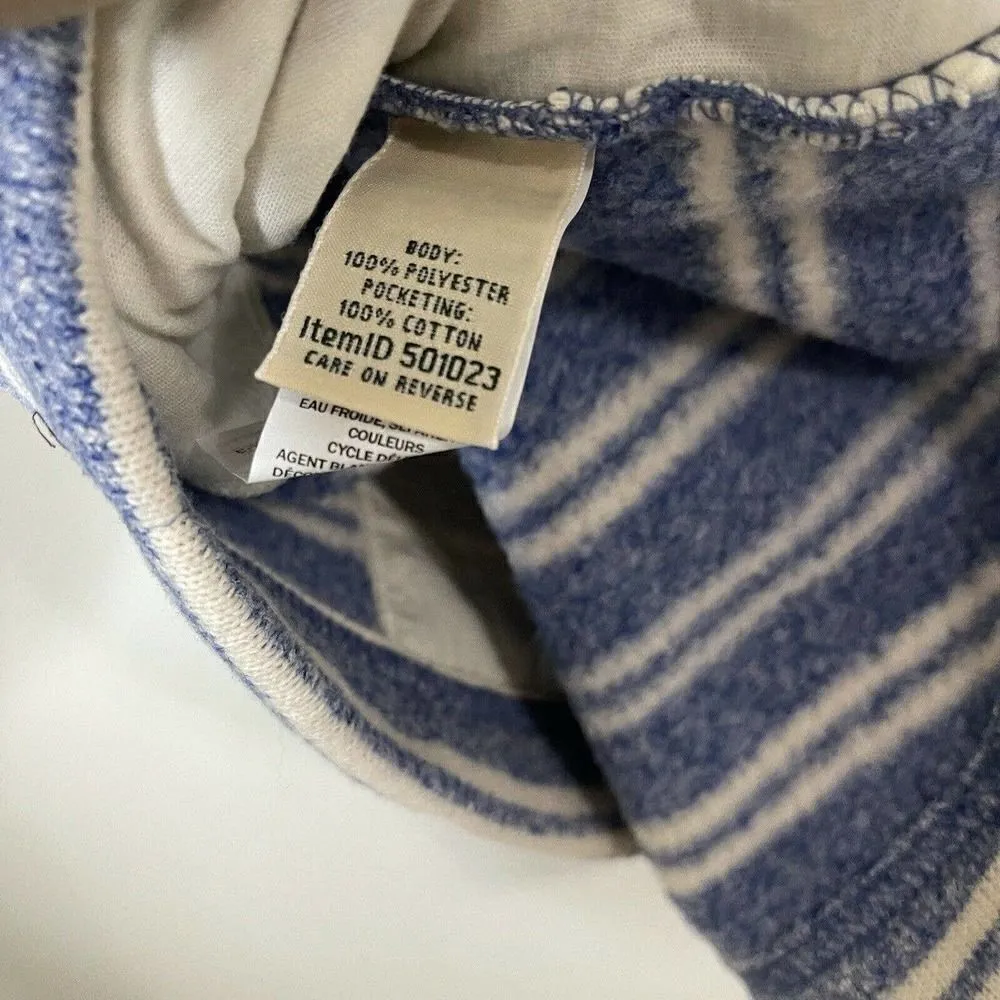 BODY:
100% POLYESTER
POCKETING:
100% COTTON
ItemID 501023
CARE ON REVERSE
EAU FROIDE,
COULEURS
CYCLE
AGENT